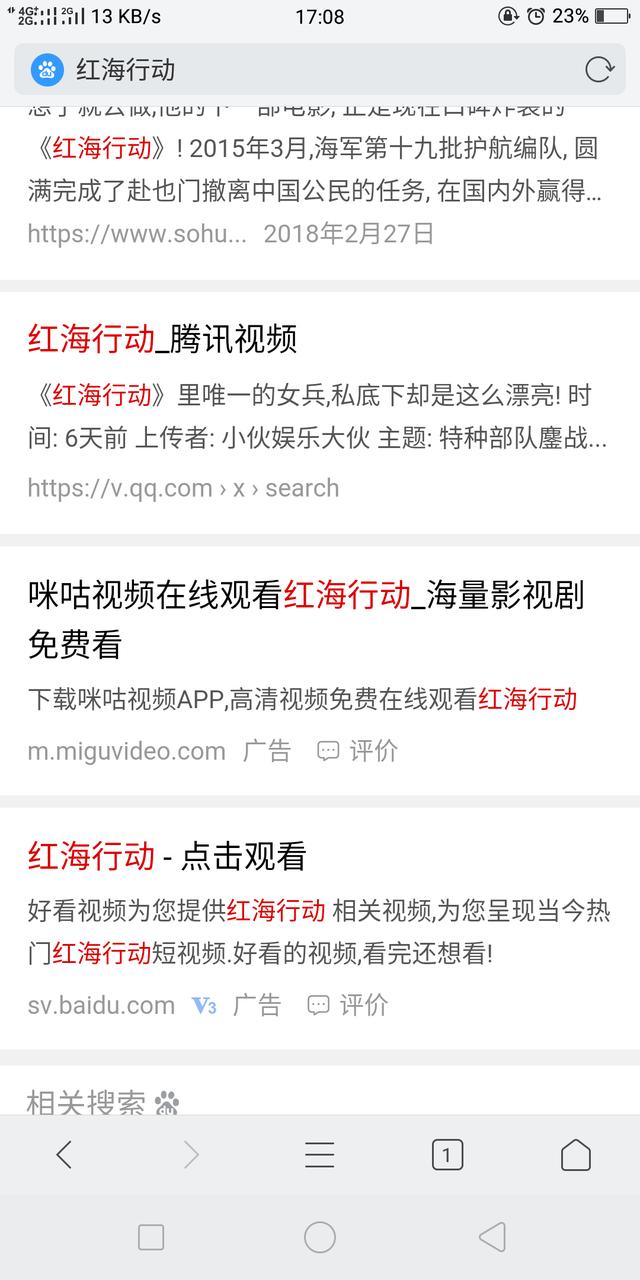 4G+ 2G 2G 13 KB/s 17:08 23%
红海行动
《红海行动》! 2015年3月,海军第十九批护航编队, 圆
满完成了赴也门撤离中国公民的任务, 在国内外赢得...
https://www.sohu... 2018年2月27日
红海行动_腾讯视频
《红海行动》里唯一的女兵,私底下却是这么漂亮! 时
间: 6天前 上传者: 小伙娱乐大伙 主题: 特种部队鏖战...
https://v.qq.com › x › search
咪咕视频在线观看红海行动_海量影视剧
免费看
下载咪咕视频APP,高清视频免费在线观看红海行动
m.miguvideo.com 广告 评价
红海行动 - 点击观看
好看视频为您提供红海行动 相关视频,为您呈现当今热
门红海行动短视频.好看的视频,看完还想看!
sv.baidu.com V3 广告 评价
相关搜索 du
1